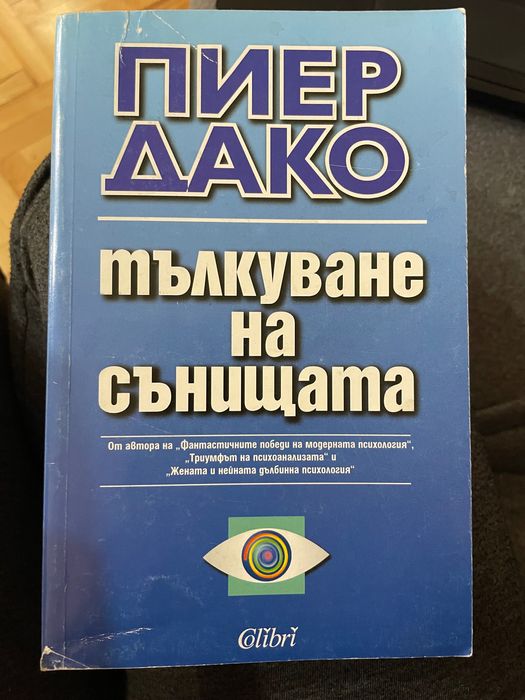 ПИЕР
ДАКО
тълкуване
на
сънищата
От автора на „Фантастичните победи на модерната психология“,
„Триумфът на психоанализата“ и
„Жената и нейната дълбинна психология“
Colibri